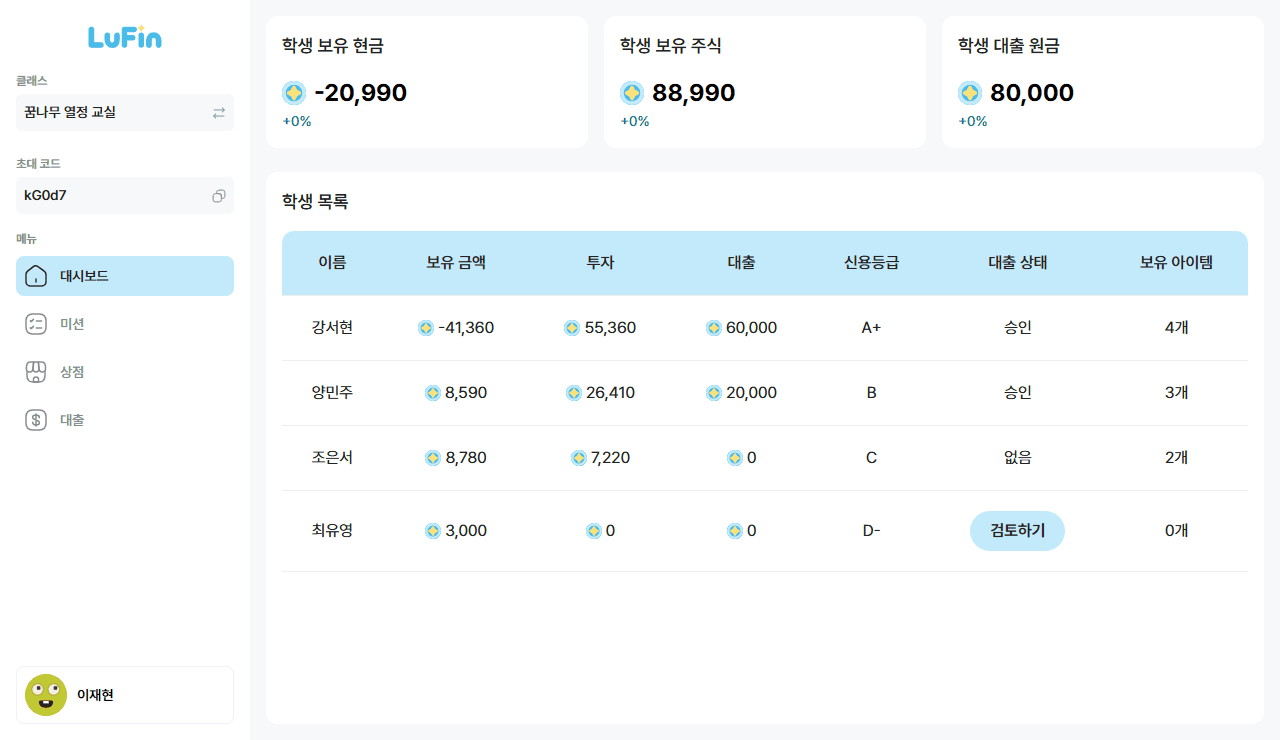 LuFin
클래스
꿈나무 열정 교실
초대 코드
kG0d7
메뉴
대시보드
미션
상점
대출
이재현
학생 보유 현금
-20,990
+0%
학생 보유 주식
88,990
+0%
학생 대출 원금
80,000
+0%
학생 목록
이름 보유 금액 투자 대출 신용등급 대출 상태 보유 아이템
강서현 -41,360 55,360 60,000 A+ 승인 4개
양민주 8,590 26,410 20,000 B 승인 3개
조은서 8,780 7,220 0 C 없음 2개
최유영 3,000 0 0 D- 검토하기 0개